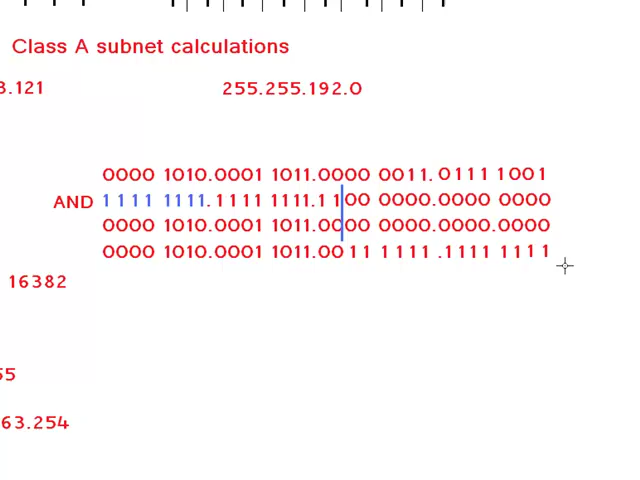 Class A subnet calculations
3.121 255.255.192.0
0000 1010.0001 1011.0000 0011. 0111 1001
AND 1111 1111.1111 1111.1100 0000.0000 0000
0000 1010.0001 1011.0000 0000.0000.0000
0000 1010.0001 1011.0011 1111 .1111 1111
16382
55
63.254